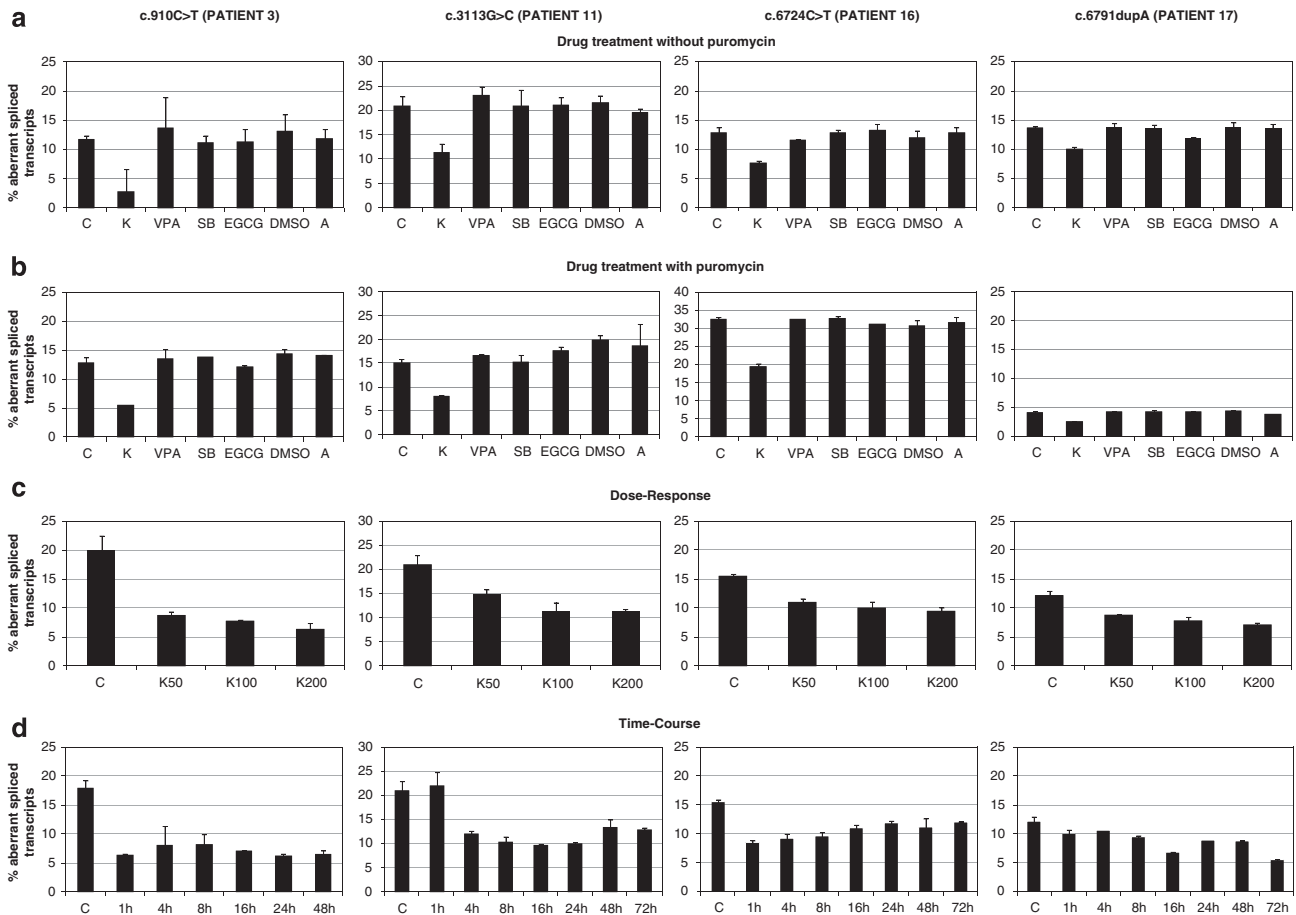 a
c.910C>T (PATIENT 3) c.3113G>C (PATIENT 11) c.6724C>T (PATIENT 16) c.6791dupA (PATIENT 17)
Drug treatment without puromycin
% aberrant spliced
transcripts
25 30 25 25
20 25 20 20
15 20 15 15
10 15 10 10
5 10 5 5
0 5 0 0
0
C K VPA SB EGCG DMSO A C K VPA SB EGCG DMSO A C K VPA SB EGCG DMSO A C K VPA SB EGCG DMSO A
b
Drug treatment with puromycin
% aberrant spliced
transcripts
25 30 40 25
20 25 35 20
15 20 30 15
10 15 25 10
5 10 20 5
0 5 15 0
0 10
5
0
C K VPA SB EGCG DMSO A C K VPA SB EGCG DMSO A C K VPA SB EGCG DMSO A C K VPA SB EGCG DMSO A
c
Dose-Response
% aberrant spliced
transcripts
25 30 25 25
20 25 20 20
15 20 15 15
10 15 10 10
5 10 5 5
0 5 0 0
0
C K50 K100 K200 C K50 K100 K200 C K50 K100 K200 C K50 K100 K200
d
Time-Course
% aberrant spliced
transcripts
25 30 25 25
20 25 20 20
15 20 15 15
10 15 10 10
5 10 5 5
0 5 0 0
0
C 1h 4h 8h 16h 24h 48h C 1h 4h 8h 16h 24h 48h 72h C 1h 4h 8h 16h 24h 48h 72h C 1h 4h 8h 16h 24h 48h 72h